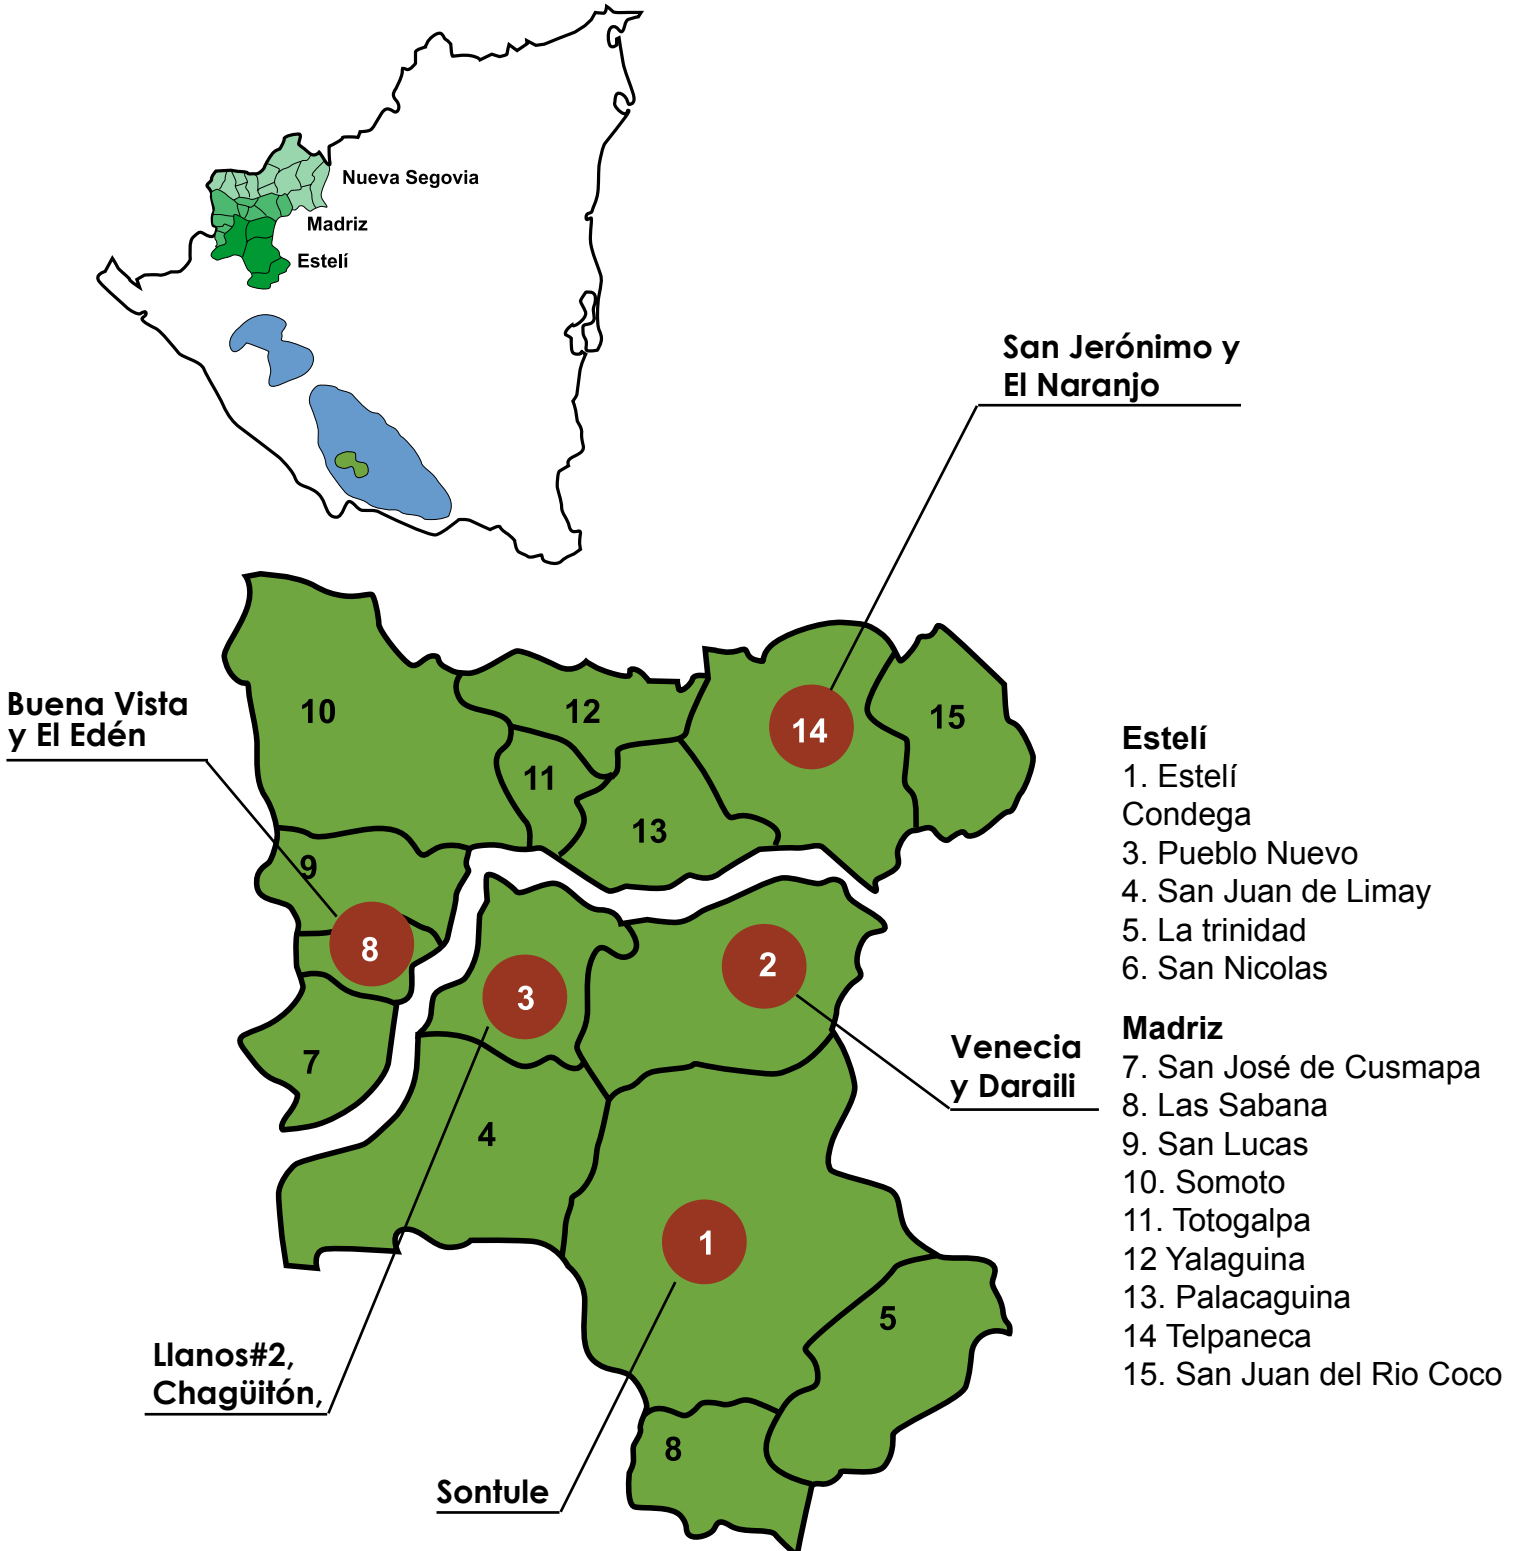 Nueva Segovia
Madriz
Estelí
San Jerónimo y
El Naranjo
Buena Vista
y El Edén
10
12
14
15
11
13
9
8
3
2
7
4
1
5
8
Venecia
y Daraili
Llanos#2,
Chagüitón,
Sontule
Estelí
1. Estelí
Condega
3. Pueblo Nuevo
4. San Juan de Limay
5. La trinidad
6. San Nicolas
Madriz
7. San José de Cusmapa
8. Las Sabana
9. San Lucas
10. Somoto
11. Totogalpa
12 Yalaguina
13. Palacaguina
14 Telpaneca
15. San Juan del Rio Coco